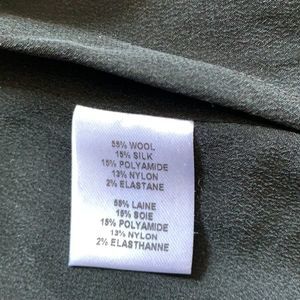 55% WOOL
15% SILK
15% POLYAMIDE
13% NYLON
2% ELASTANE
55% LAINE
15% SOIE
15% POLYAMIDE
13% NYLON
2% ELASTHANNE